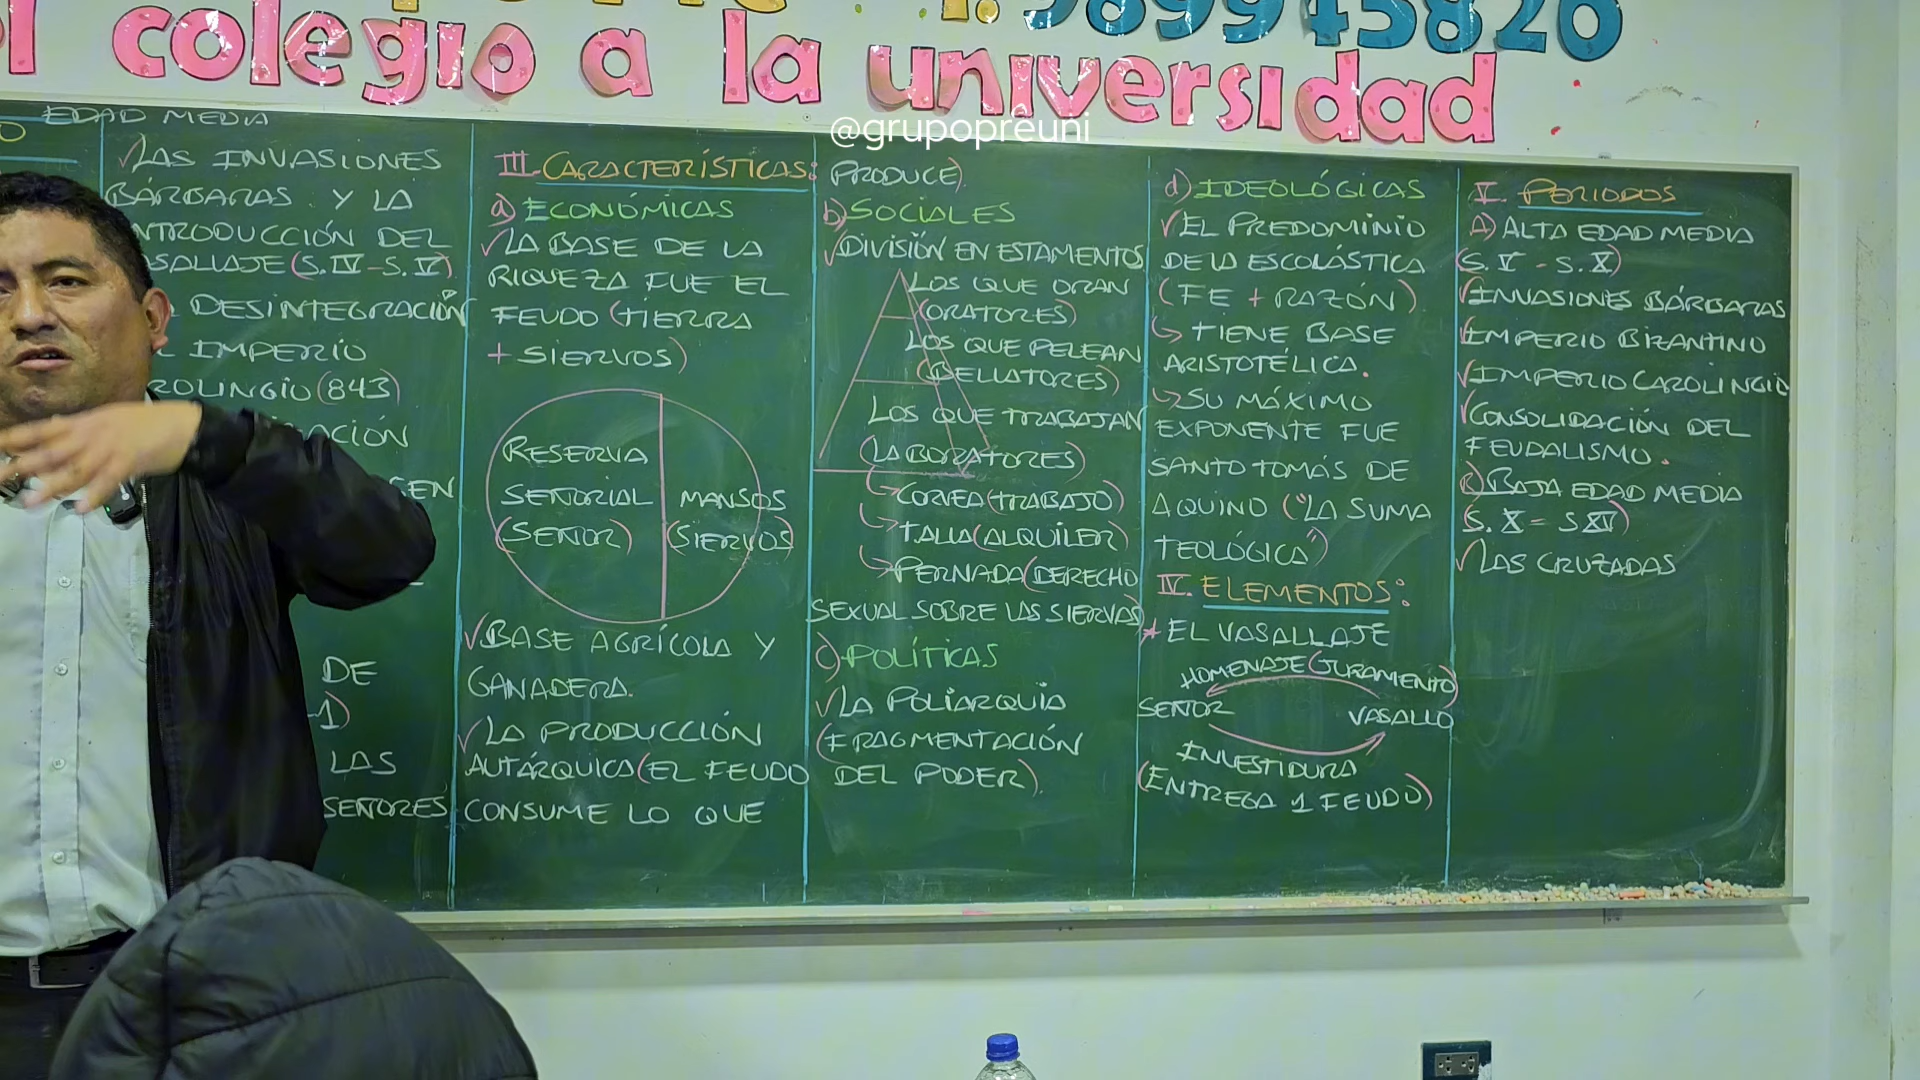 989945820
el colegio a la universidad
@grupopreuni
EDAD MEDIA
✓LAS INVASIONES
BÁRBARAS Y LA
INTRODUCCIÓN DEL
VASALLAJE (S. IV - S. V)
DESINTEGRACIÓN
IMPERIO
CAROLINGIO (843)
DE
LAS
SEÑORES
III. CARACTERÍSTICAS:
a) ECONÓMICAS
✓LA BASE DE LA
RIQUEZA FUE EL
FEUDO (TIERRA
+ SIERVOS)
RESERVA
SEÑORIAL
(SEÑOR)
MANSOS
(SIERVOS)
✓BASE AGRÍCOLA Y
GANADERA.
✓LA PRODUCCIÓN
AUTÁRQUICA (EL FEUDO
CONSUME LO QUE
PRODUCE).
b) SOCIALES
✓DIVISIÓN EN ESTAMENTOS
LOS QUE ORAN
(ORATORES)
LOS QUE PELEAN
(BELLATORES)
LOS QUE TRABAJAN
(LABORATORES)
↳CORVEA (TRABAJO)
↳TALLA (ALQUILER)
↳PERNADA (DERECHO
SEXUAL SOBRE LAS SIERVAS)
c) POLÍTICAS
✓LA POLIARQUÍA
(FRAGMENTACIÓN
DEL PODER).
d) IDEOLÓGICAS
✓EL PREDOMINIO
DE LA ESCOLÁSTICA
(FE + RAZÓN)
↳ TIENE BASE
ARISTOTÉLICA.
↳SU MÁXIMO
EXPONENTE FUE
SANTO TOMÁS DE
AQUINO ("LA SUMA
TEOLÓGICA")
IV. ELEMENTOS:
* EL VASALLAJE
HOMENAJE (JURAMENTO)
SEÑOR VASALLO
INVESTIDURA
(ENTREGA 1 FEUDO)
V. PERIODOS
A) ALTA EDAD MEDIA
(S. V - S. X)
✓INVASIONES BÁRBARAS
✓IMPERIO BIZANTINO
✓IMPERIO CAROLINGIO
✓CONSOLIDACIÓN DEL
FEUDALISMO.
B) BAJA EDAD MEDIA
(S. X - S XV)
✓LAS CRUZADAS